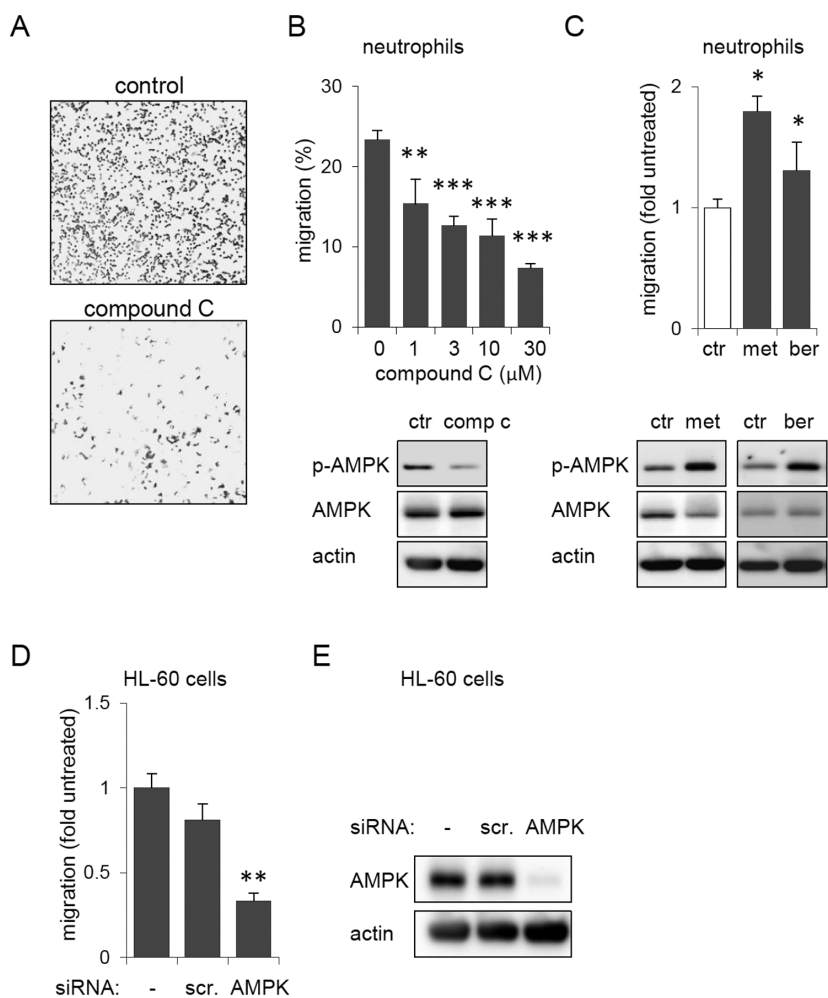 A
control
compound C
B
neutrophils
migration (%)
30
20
10
0
**
***
***
***
0 1 3 10 30
compound C (µM)
ctr comp c
p-AMPK
AMPK
actin
C
neutrophils
migration (fold untreated)
2
1
0
*
*
ctr met ber
ctr met ctr ber
p-AMPK
AMPK
actin
D
HL-60 cells
migration (fold untreated)
1.5
1
0.5
0
**
siRNA: - scr. AMPK
E
HL-60 cells
siRNA: - scr. AMPK
AMPK
actin